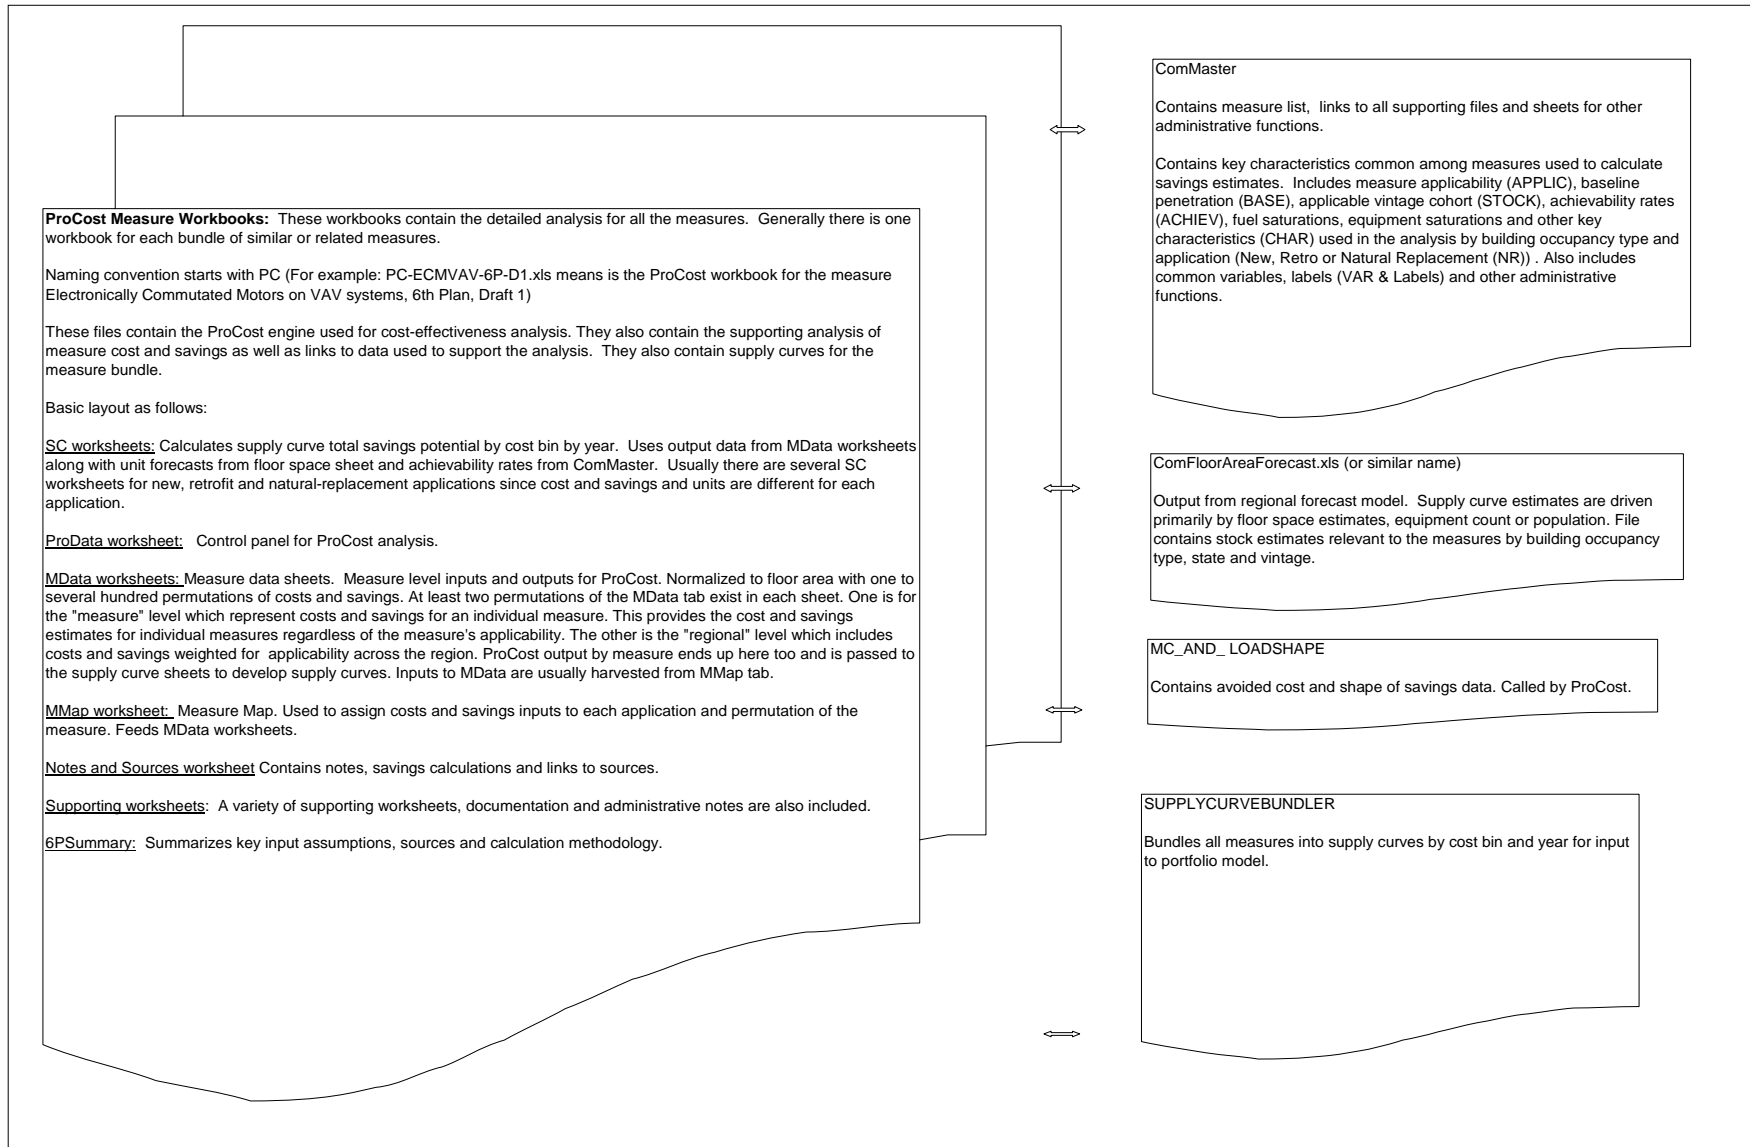 ProCost Measure Workbooks:  These workbooks contain the detailed analysis for all the measures.  Generally there is one
workbook for each bundle of similar or related measures.
Naming convention starts with PC (For example: PC-ECMVAV-6P-D1.xls means is the ProCost workbook for the measure
Electronically Commutated Motors on VAV systems, 6th Plan, Draft 1)
These files contain the ProCost engine used for cost-effectiveness analysis. They also contain the supporting analysis of
measure cost and savings as well as links to data used to support the analysis.  They also contain supply curves for the
measure bundle.
Basic layout as follows:
SC worksheets: Calculates supply curve total savings potential by cost bin by year.  Uses output data from MData worksheets
along with unit forecasts from floor space sheet and achievability rates from ComMaster.  Usually there are several SC
worksheets for new, retrofit and natural-replacement applications since cost and savings and units are different for each
application.
ProData worksheet:   Control panel for ProCost analysis.
MData worksheets: Measure data sheets.  Measure level inputs and outputs for ProCost. Normalized to floor area with one to
several hundred permutations of costs and savings. At least two permutations of the MData tab exist in each sheet. One is for
the "measure" level which represent costs and savings for an individual measure. This provides the cost and savings
estimates for individual measures regardless of the measure's applicability. The other is the "regional" level which includes
costs and savings weighted for  applicability across the region. ProCost output by measure ends up here too and is passed to
the supply curve sheets to develop supply curves. Inputs to MData are usually harvested from MMap tab.
MMap worksheet:  Measure Map. Used to assign costs and savings inputs to each application and permutation of the
measure. Feeds MData worksheets.
Notes and Sources worksheet Contains notes, savings calculations and links to sources.
Supporting worksheets:  A variety of supporting worksheets, documentation and administrative notes are also included.
6PSummary:  Summarizes key input assumptions, sources and calculation methodology.
ComMaster
Contains measure list,  links to all supporting files and sheets for other
administrative functions.
Contains key characteristics common among measures used to calculate
savings estimates.  Includes measure applicability (APPLIC), baseline
penetration (BASE), applicable vintage cohort (STOCK), achievability rates
(ACHIEV), fuel saturations, equipment saturations and other key
characteristics (CHAR) used in the analysis by building occupancy type and
application (New, Retro or Natural Replacement (NR)) . Also includes
common variables, labels (VAR & Labels) and other administrative
functions.
ComFloorAreaForecast.xls (or similar name)
Output from regional forecast model.  Supply curve estimates are driven
primarily by floor space estimates, equipment count or population. File
contains stock estimates relevant to the measures by building occupancy
type, state and vintage.
MC_AND_ LOADSHAPE
Contains avoided cost and shape of savings data. Called by ProCost.
SUPPLYCURVEBUNDLER
Bundles all measures into supply curves by cost bin and year for input
to portfolio model.